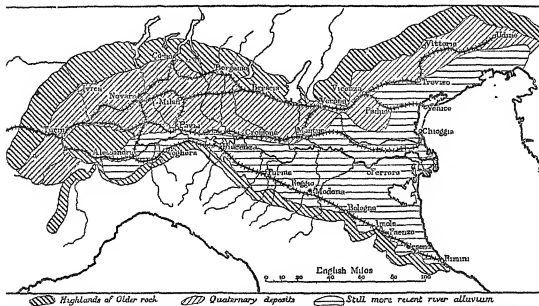 Udine
Vittorio
Bergamo
Treviso
Ivrea
Brescia
Vicenza
Novara
Milan
Verona
Padua
Venice
Turin
Pavia
Cremona
Mantua
Chioggia
Alessandria
Piacenza
Voghera
Parma
Ferrara
Reggio
Modena
Bologna
Imola
Faenza
Cesena
Rimini
English Miles
0 10 20 40 60 80 100
Highlands of Older rock Quaternary deposits Still more recent river alluvium